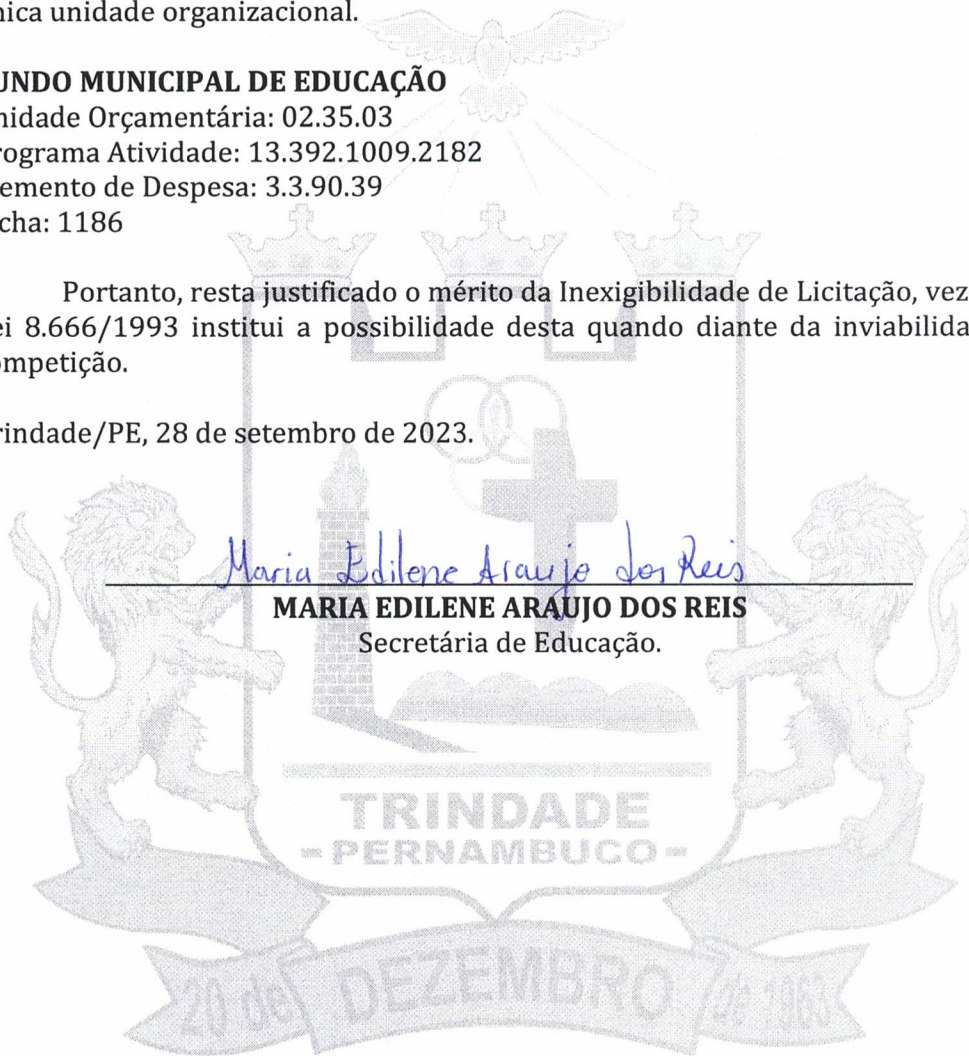 nica unidade organizacional.
UNDO MUNICIPAL DE EDUCAÇÃO
nidade Orçamentária: 02.35.03
rograma Atividade: 13.392.1009.2182
lemento de Despesa: 3.3.90.39
cha: 1186
Portanto, resta justificado o mérito da Inexigibilidade de Licitação, vez
ei 8.666/1993 institui a possibilidade desta quando diante da inviabilida
ompetição.
rindade/PE, 28 de setembro de 2023.
Maria Edilene Araujo dos Reis
MARIA EDILENE ARAÚJO DOS REIS
Secretária de Educação.
TRINDADE
- PERNAMBUCO -
20 de DEZEMBRO de 1963